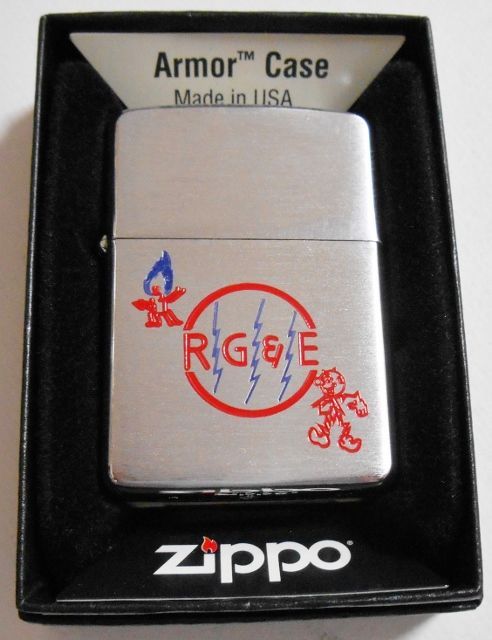 Armor™ Case
Made in USA
RG&E
zippo®